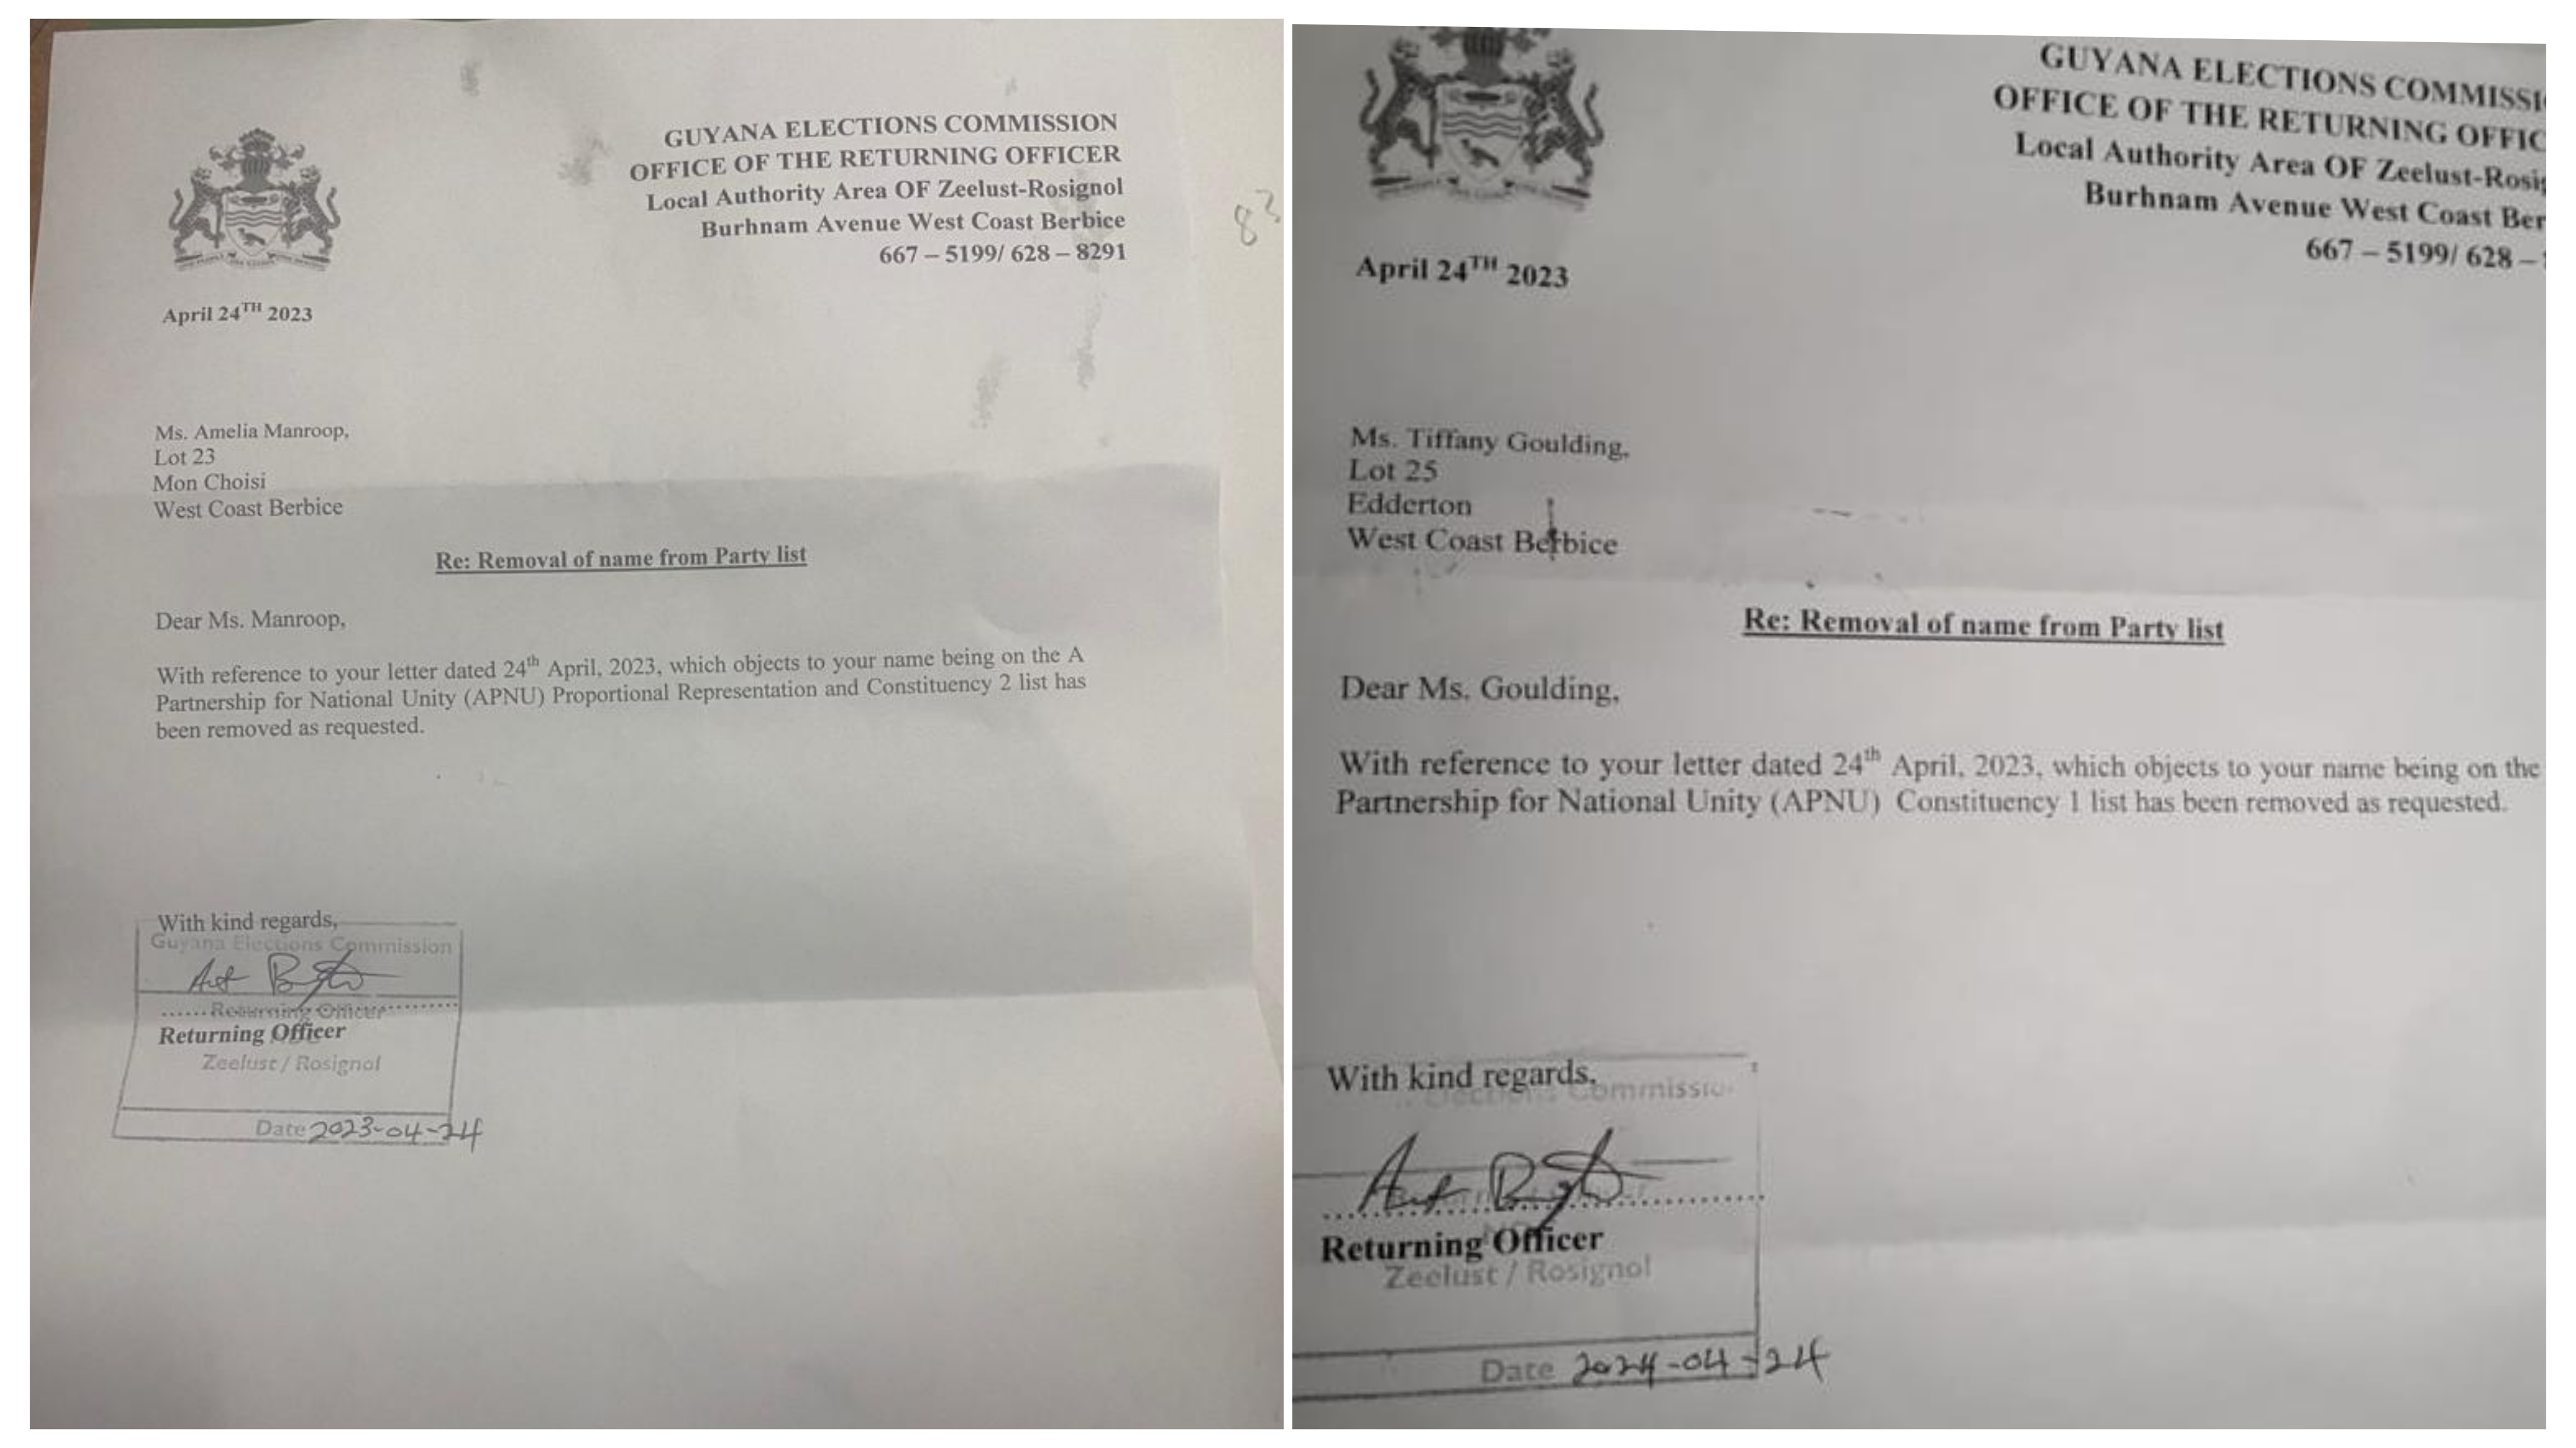 GUYANA ELECTIONS COMMISSION
OFFICE OF THE RETURNING OFFICER
Local Authority Area OF Zeelust-Rosignol
Burhnam Avenue West Coast Berbice
667 – 5199/ 628 – 8291
83
April 24TH 2023
Ms. Amelia Manroop,
Lot 23
Mon Choisi
West Coast Berbice
Re: Removal of name from Party list
Dear Ms. Manroop,
With reference to your letter dated 24th April, 2023, which objects to your name being on the A
Partnership for National Unity (APNU) Proportional Representation and Constituency 2 list has
been removed as requested.
With kind regards,
Guyana Elections Commission
Returning Officer
Returning Officer
Zeelust / Rosignol
Date 2023-04-24
GUYANA ELECTIONS COMMISSI
OFFICE OF THE RETURNING OFFIC
Local Authority Area OF Zeelust-Rosig
Burhnam Avenue West Coast Ber
667 – 5199/ 628 –
April 24TH 2023
Ms. Tiffany Goulding,
Lot 25
Edderton
West Coast Berbice
Re: Removal of name from Party list
Dear Ms. Goulding,
With reference to your letter dated 24th April, 2023, which objects to your name being on the
Partnership for National Unity (APNU) Constituency 1 list has been removed as requested.
With kind regards,
Elections Commissio
Returning Officer
Zeelust / Rosignol
Date 2024-04-24